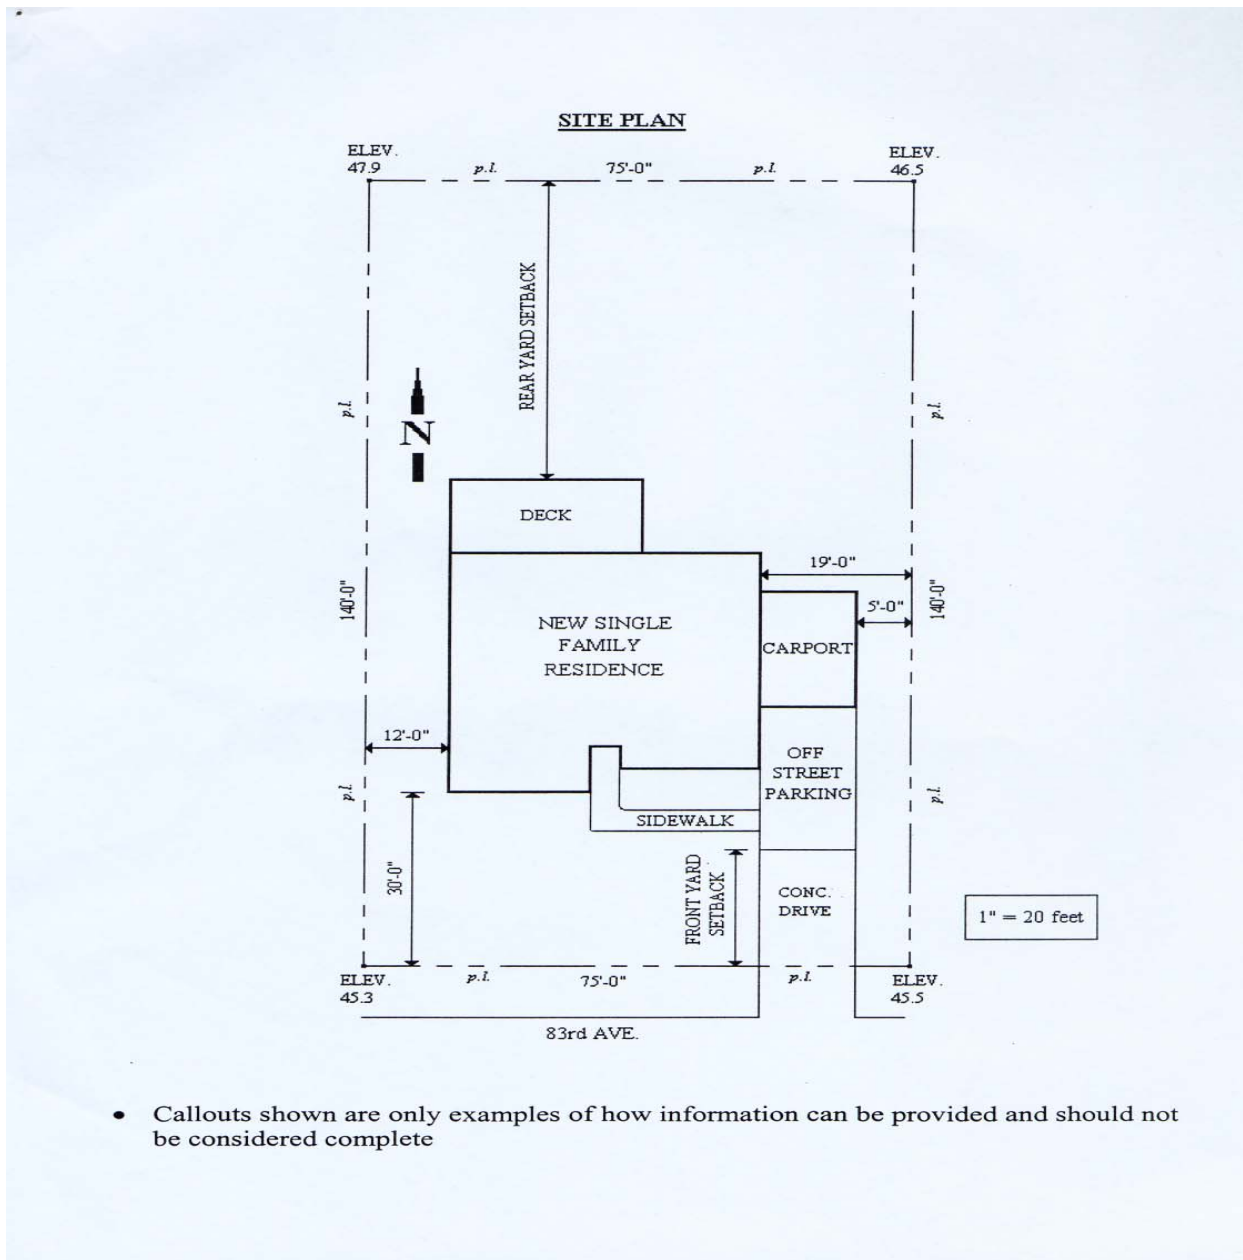 SITE PLAN
ELEV.
47.9
p.l.
75'-0"
p.l.
ELEV.
46.5
REAR YARD SETBACK
p.l.
N
p.l.
DECK
19'-0"
140'-0"
5'-0"
140'-0"
NEW SINGLE
FAMILY
RESIDENCE
CARPORT
12'-0"
OFF
STREET
PARKING
p.l.
p.l.
SIDEWALK
30'-0"
FRONT YARD
SETBACK
CONC.
DRIVE
1" = 20 feet
ELEV.
45.3
p.l.
75'-0"
p.l.
ELEV.
45.5
83rd AVE.
• Callouts shown are only examples of how information can be provided and should not
be considered complete